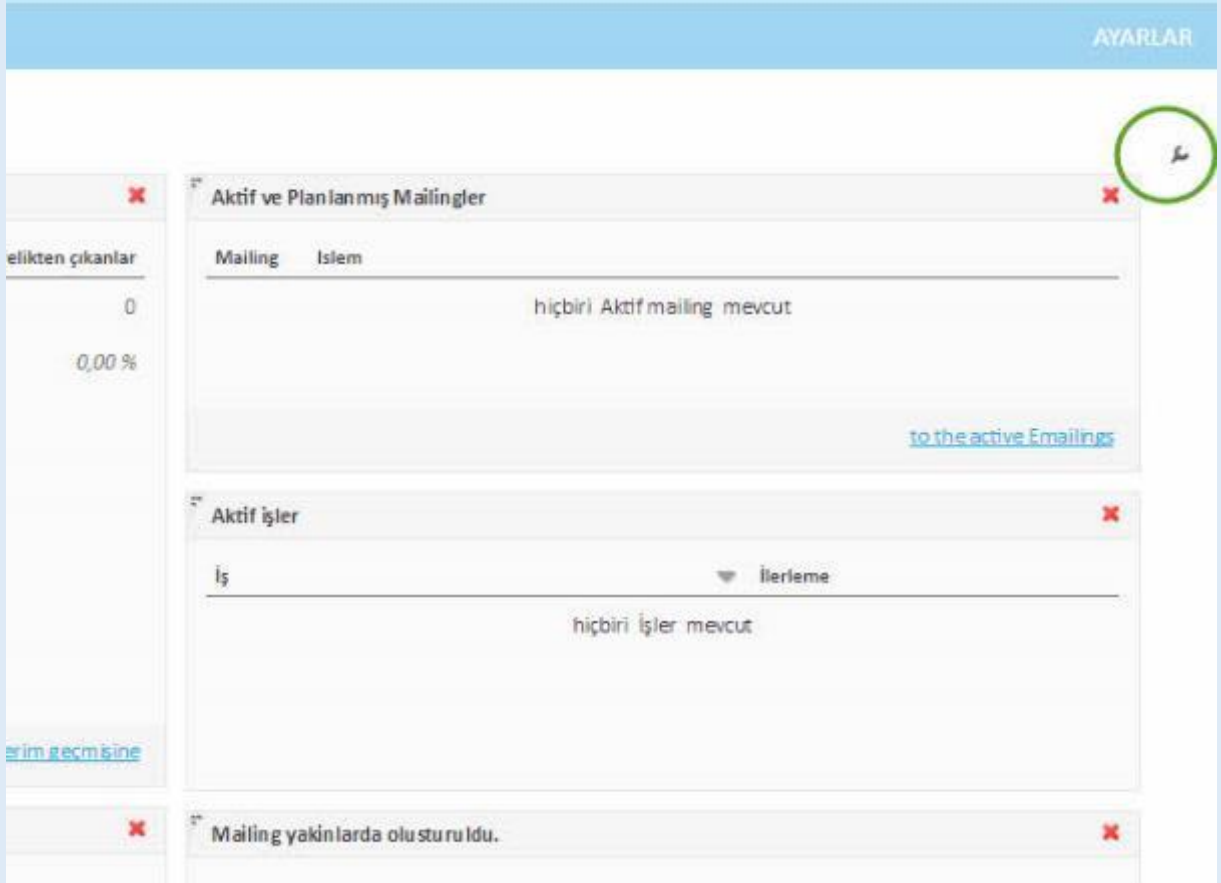 AYARLAR
Aktif ve Planlanmış Mailingler
elikten çıkanlar
Mailing Islem
0
hiçbiri Aktif mailing mevcut
0,00 %
to the active Emailings
Aktif işler
İş İlerleme
hiçbiri İşler mevcut
erim geçmisine
Mailing yakinlarda olusturuldu.